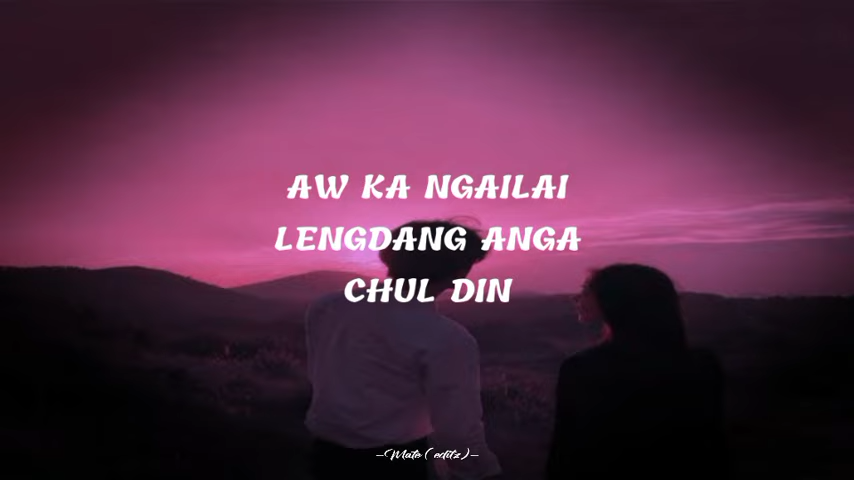 AW KA NGAILAI
LENGDANG ANGA
CHUL DIN
—Mate (editz)—